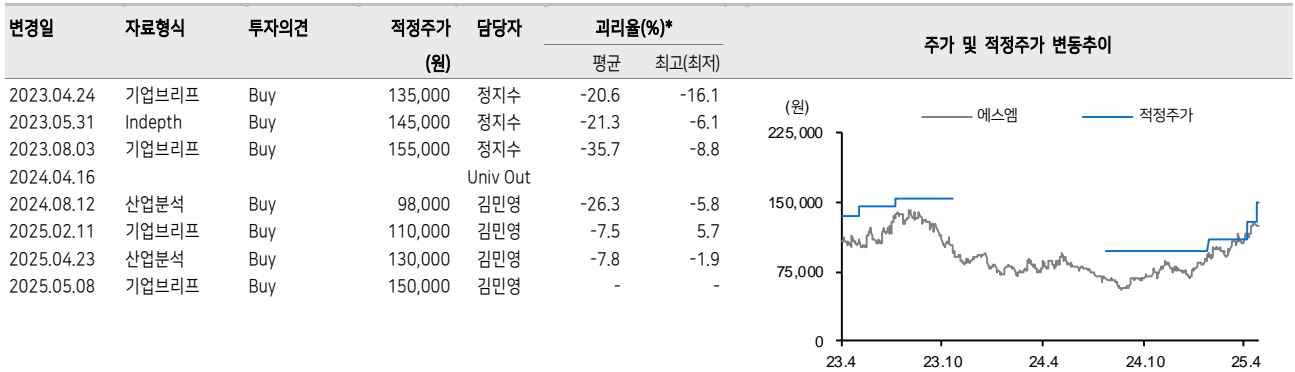 변경일 자료형식 투자의견 적정주가 담당자 괴리율(%)*
(원) 평균 최고(최저)
2023.04.24 기업브리프 Buy 135,000 정지수 -20.6 -16.1
2023.05.31 Indepth Buy 145,000 정지수 -21.3 -6.1
2023.08.03 기업브리프 Buy 155,000 정지수 -35.7 -8.8
2024.04.16 Univ Out
2024.08.12 산업분석 Buy 98,000 김민영 -26.3 -5.8
2025.02.11 기업브리프 Buy 110,000 김민영 -7.5 5.7
2025.04.23 산업분석 Buy 130,000 김민영 -7.8 -1.9
2025.05.08 기업브리프 Buy 150,000 김민영 - -
주가 및 적정주가 변동추이
(원)
에스엠 적정주가
225,000
150,000
75,000
0
23.4 23.10 24.4 24.10 25.4